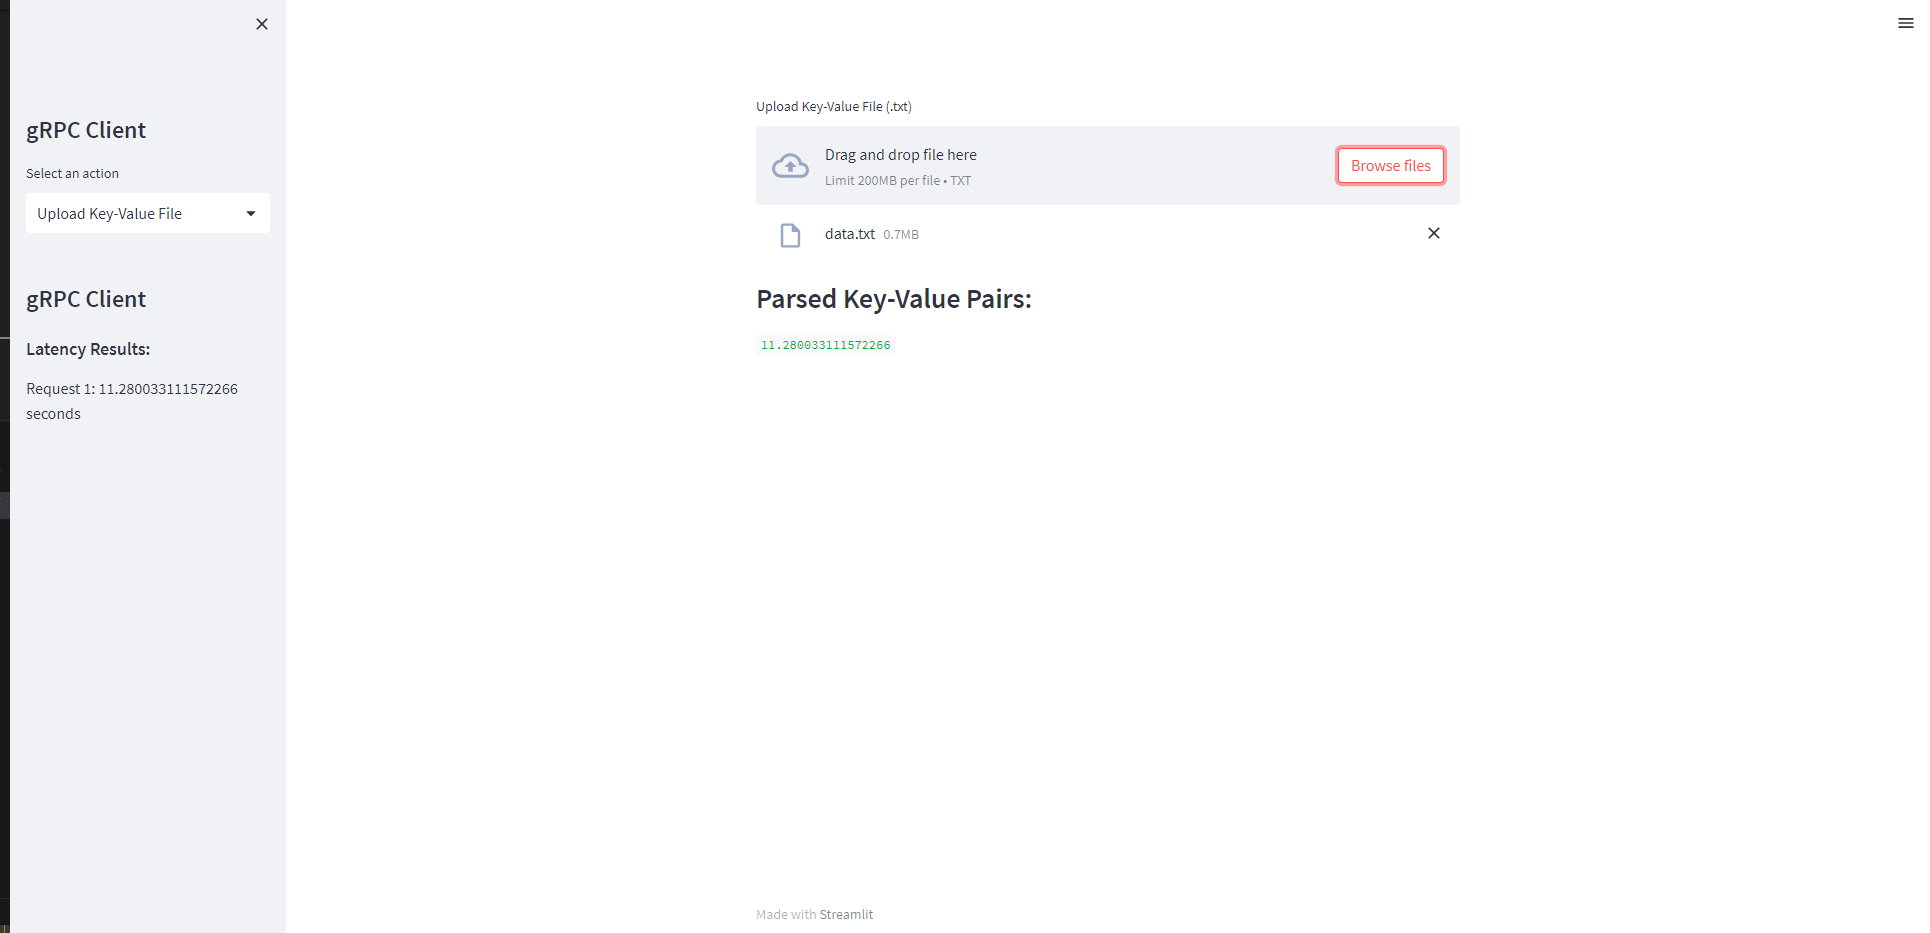 gRPC Client
Select an action
Upload Key-Value File
gRPC Client
Latency Results:
Request 1: 11.280033111572266
seconds
Upload Key-Value File (.txt)
Drag and drop file here
Limit 200MB per file • TXT
Browse files
data.txt 0.7MB
Parsed Key-Value Pairs:
11.280033111572266
Made with Streamlit